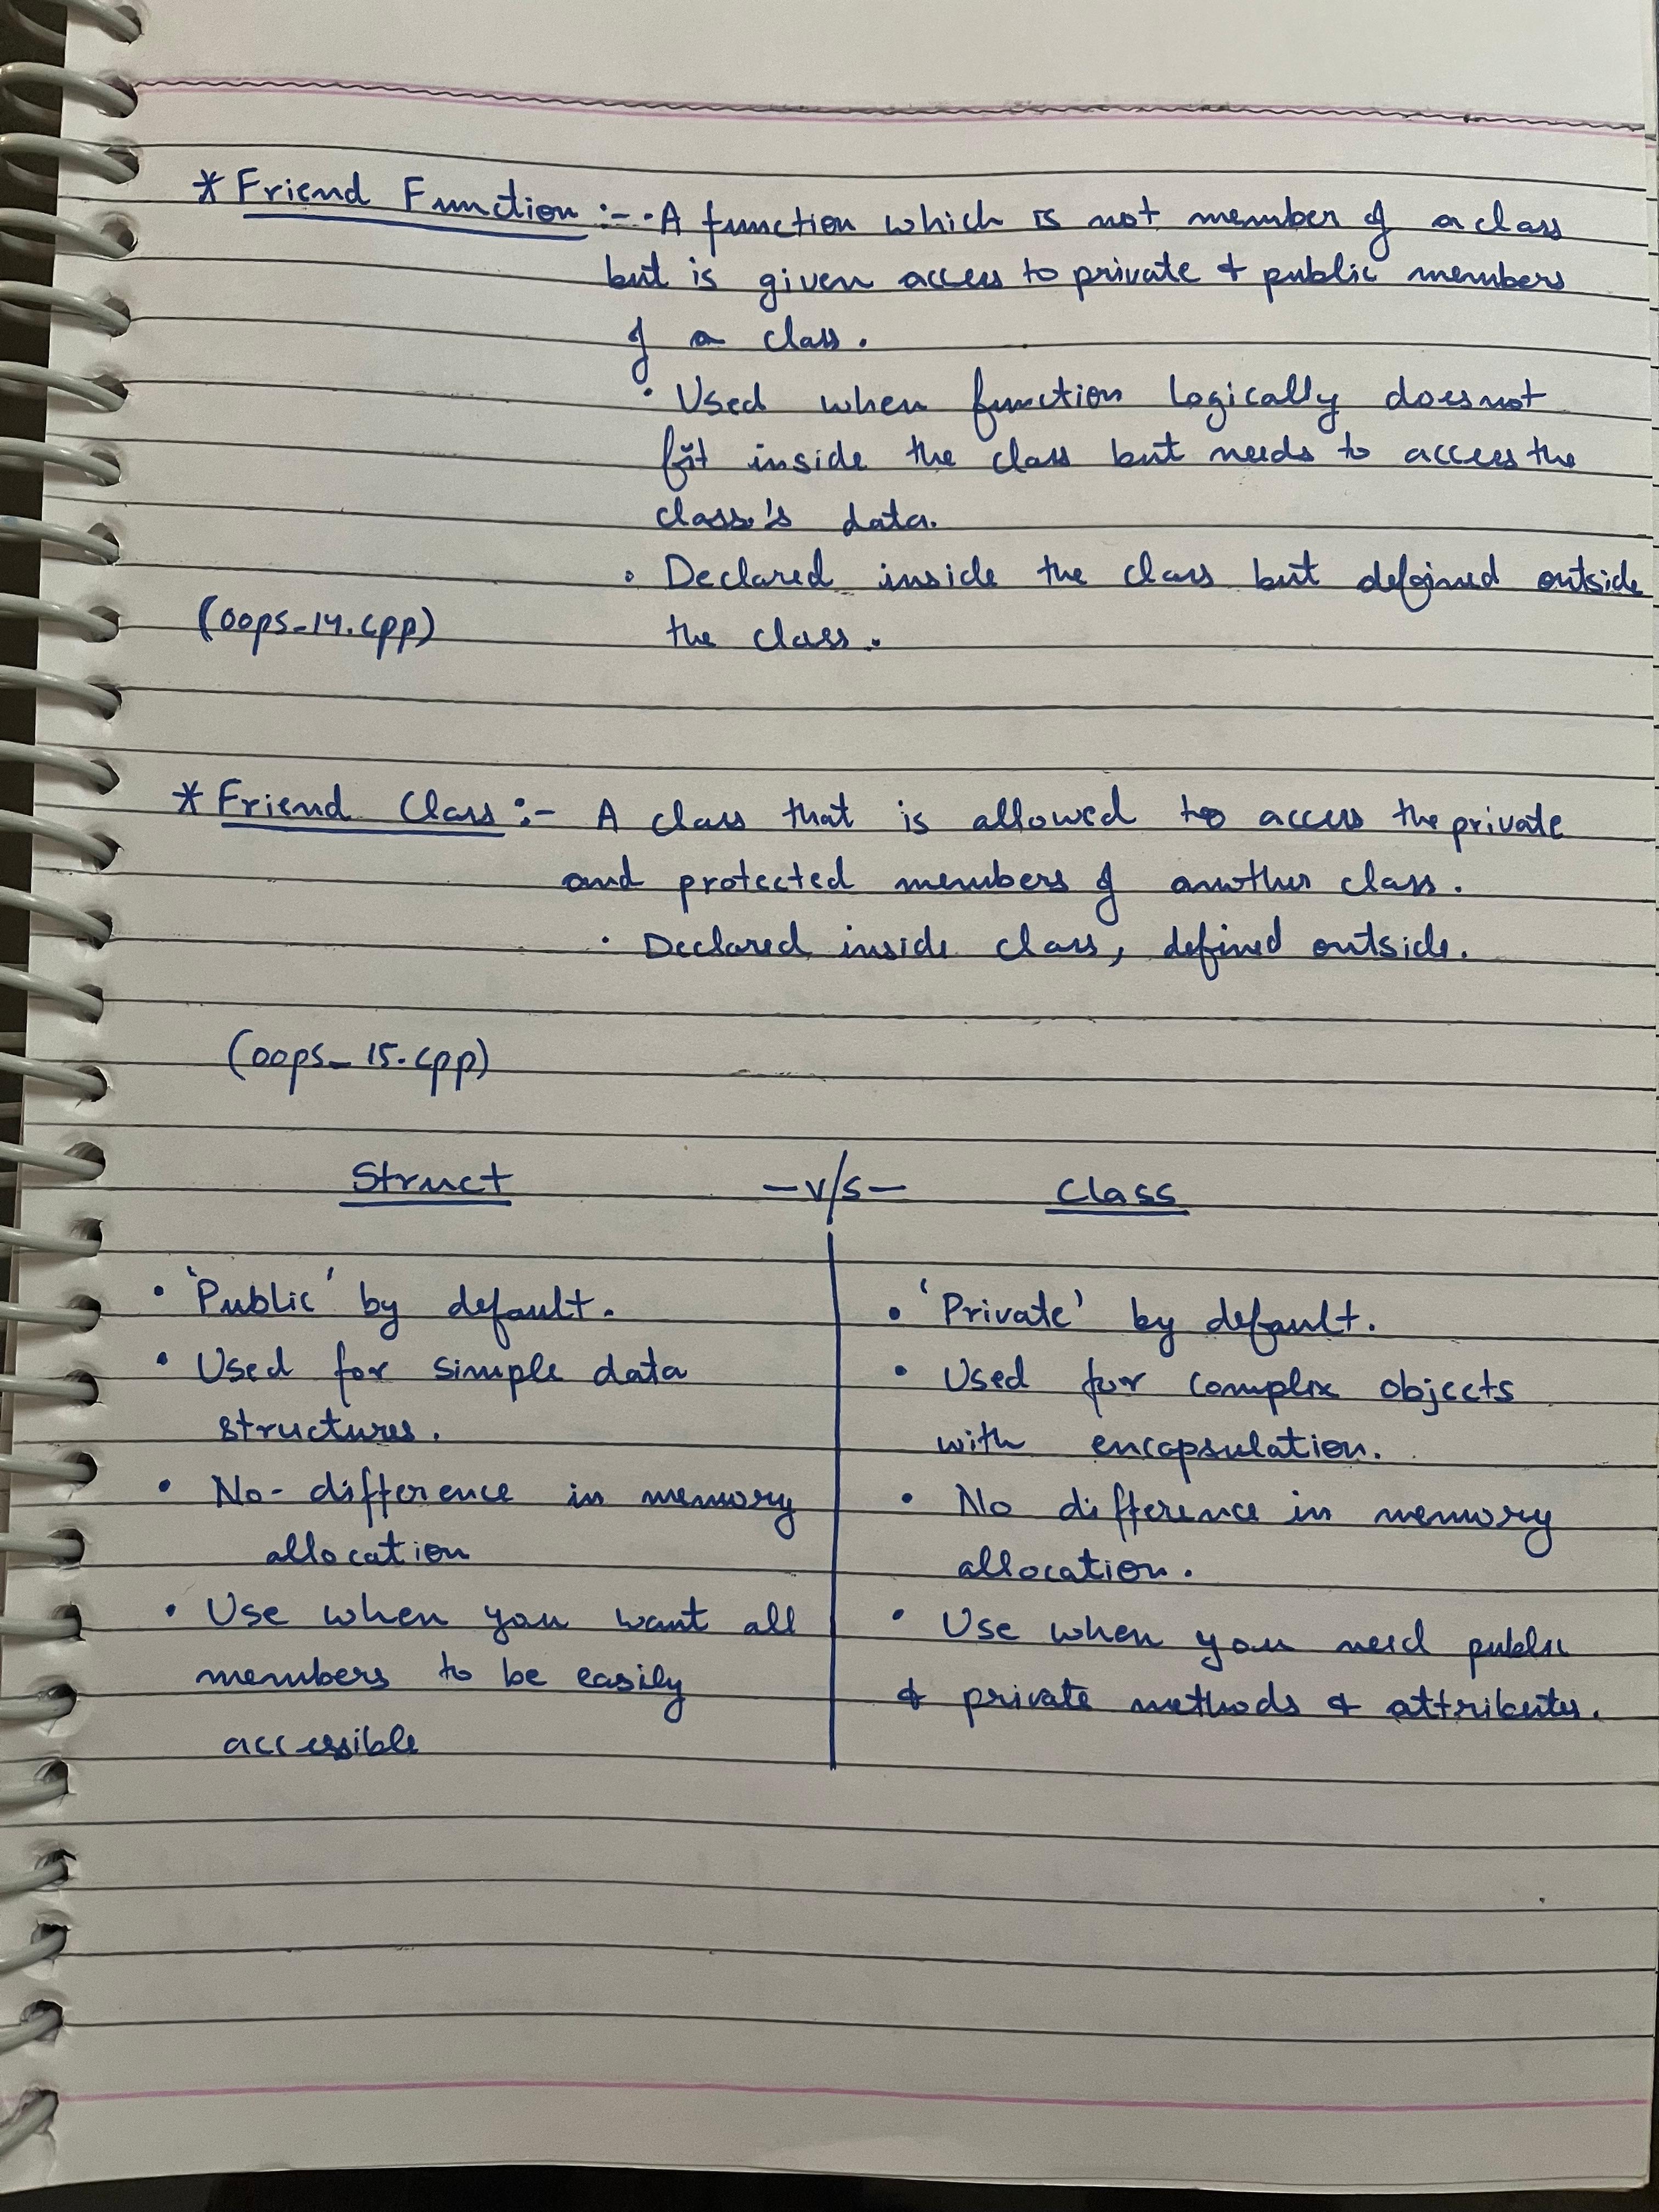 * Friend Function :- · A function which is not member of a class
but is given access to private & public members
of a class.
· Used when function logically does not
fit inside the class but needs to access the
class's data.
· Declared inside the class but defined outside
(oops_14.cpp) the class.
* Friend Class :- A class that is allowed to access the private
and protected members of another class.
· Declared inside class, defined outside.
(oops_15.cpp)
Struct — v/s — Class
· 'Public' by default.
· Used for simple data
structures.
· No-difference in memory
allocation
· Use when you want all
members to be easily
accessible
· 'Private' by default.
· Used for complex objects
with encapsulation.
· No difference in memory
allocation.
· Use when you need public
& private methods & attributes.